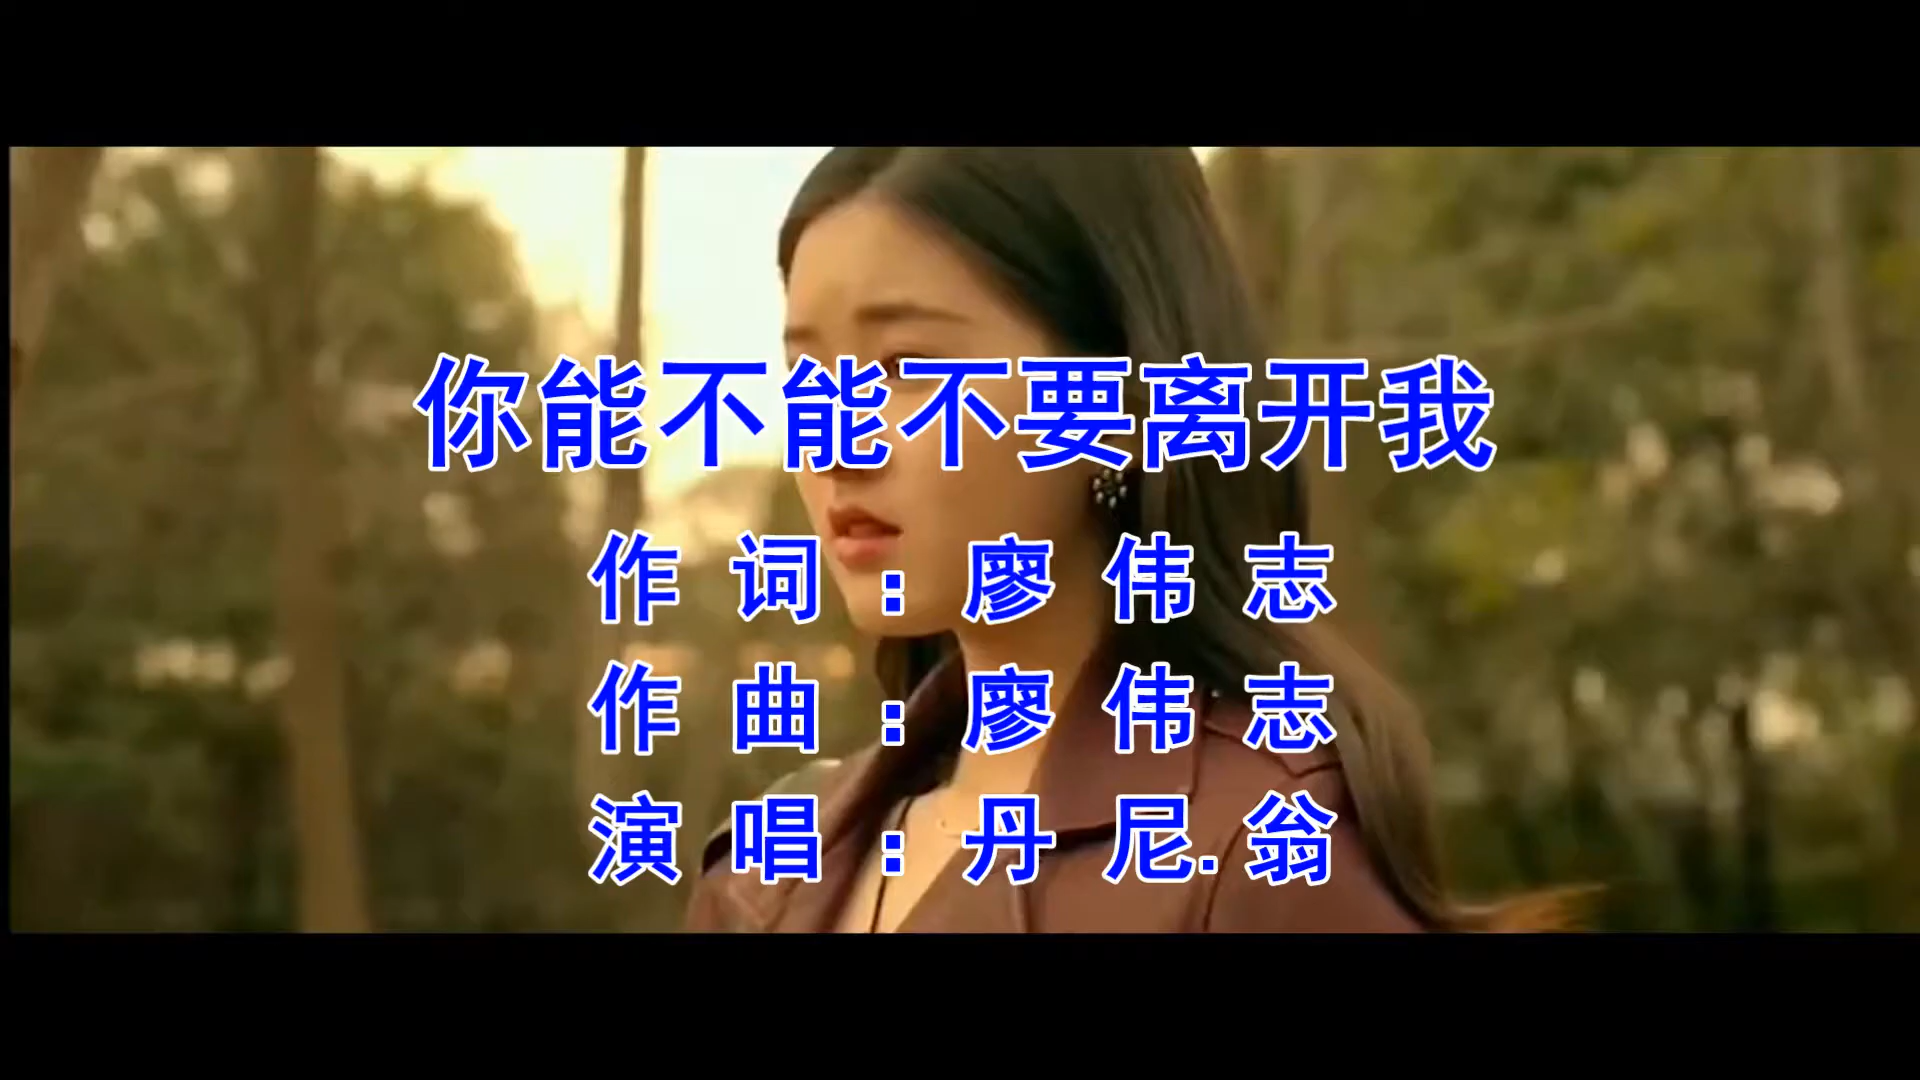 你能不能不要离开我
作 词 : 廖 伟 志
作 曲 : 廖 伟 志
演 唱 : 丹 尼.翁